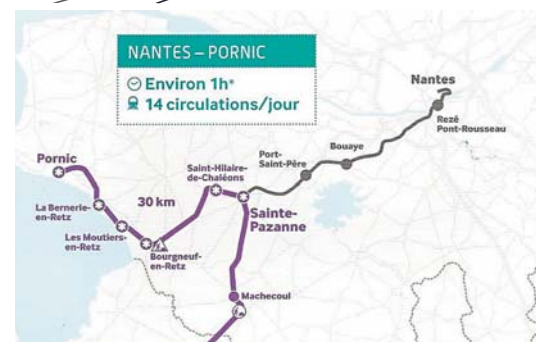 NANTES – PORNIC
Environ 1h*
14 circulations/jour
Nantes
Rezé
Pont-Rousseau
Bouaye
Port-
Saint-Père
Saint-Hilaire-
de-Chaléons
Sainte-
Pazanne
30 km
Pornic
La Bernerie-
en-Retz
Les Moutiers-
en-Retz
Bourgneuf-
en-Retz
Machecoul